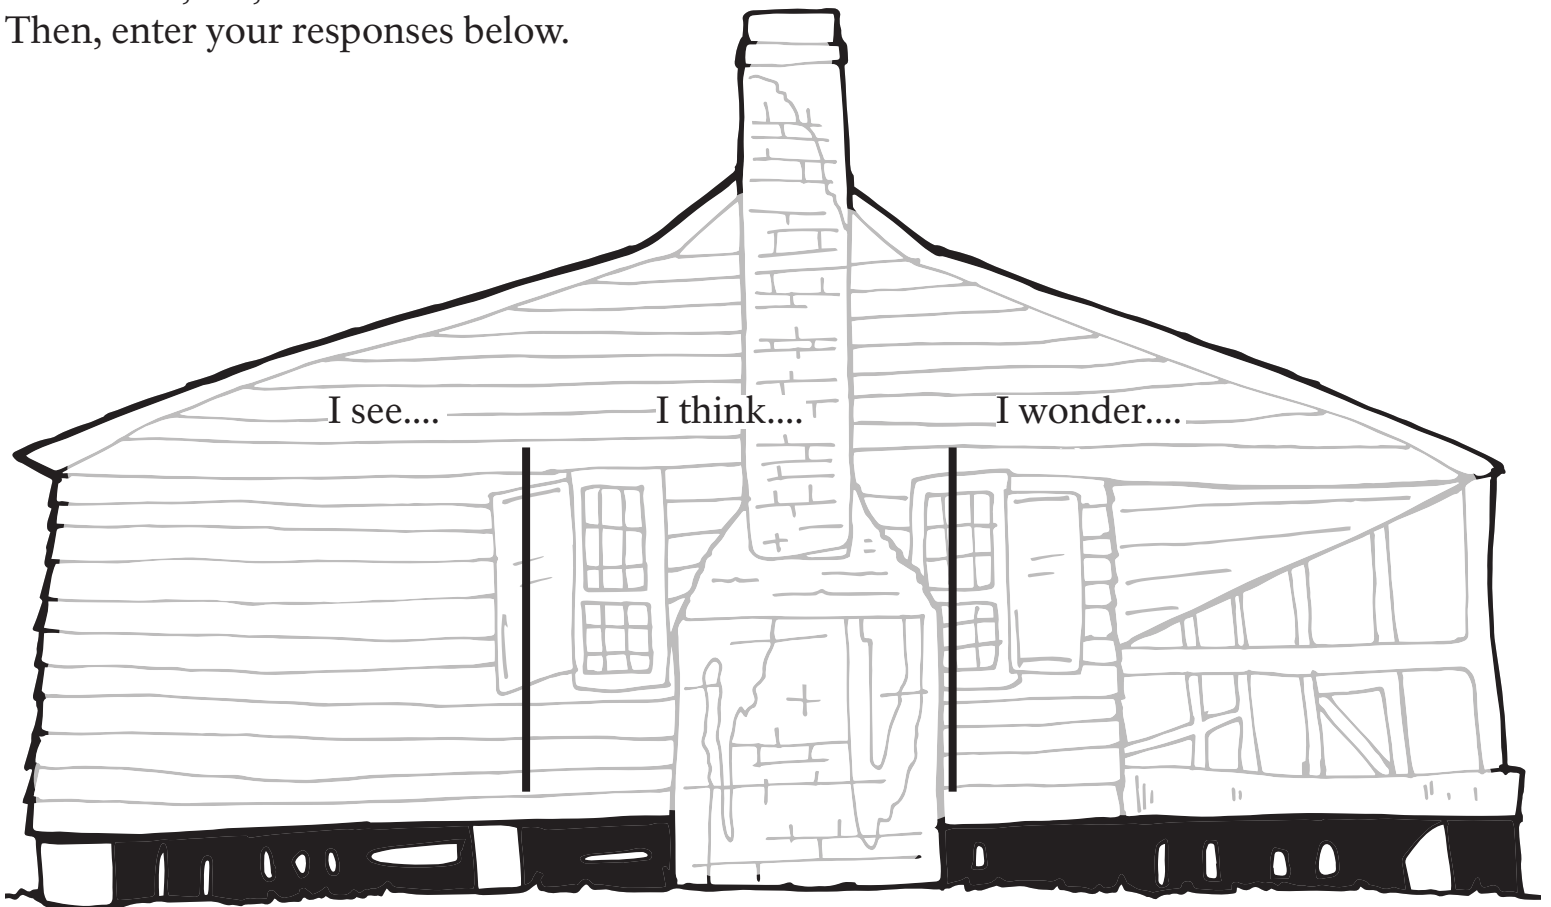 Then, enter your responses below.
I see....
I think....
I wonder....